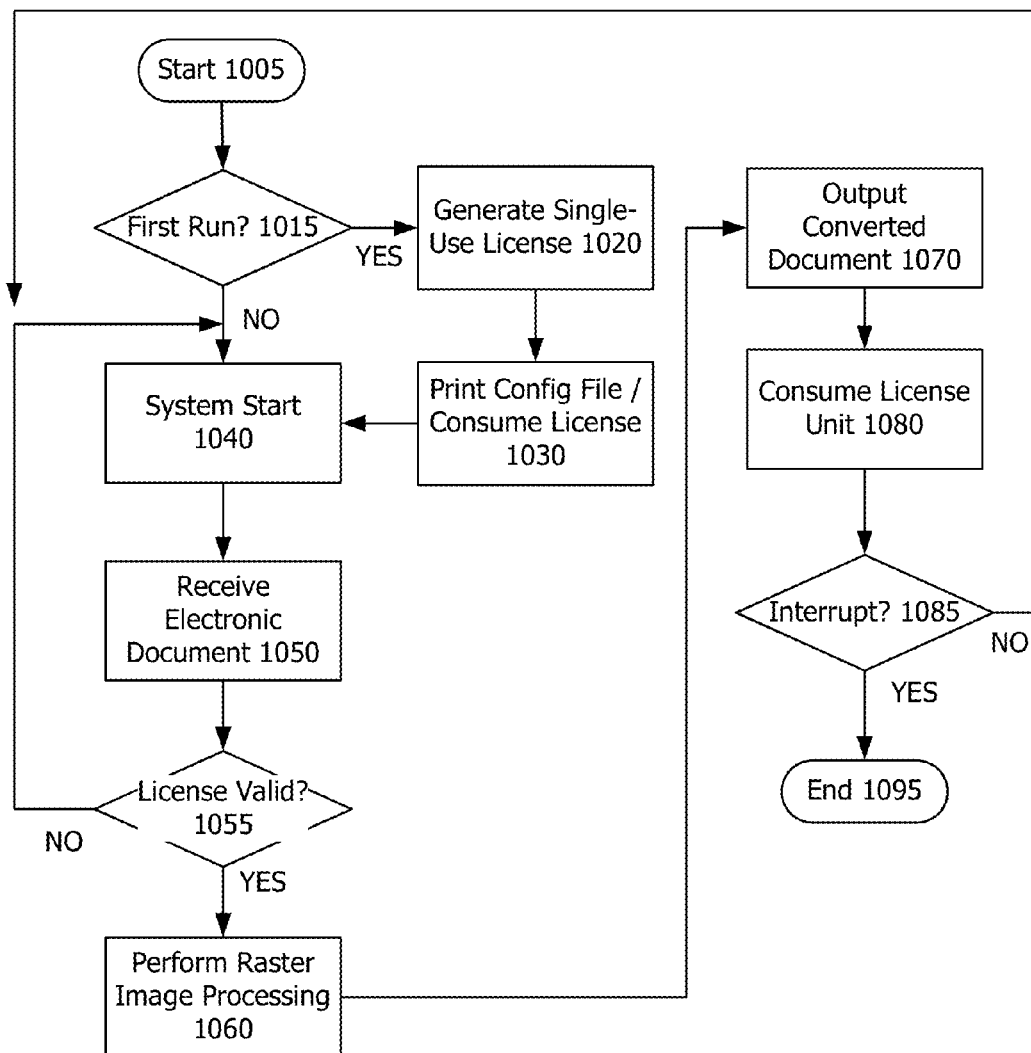 Start 1005
First Run? 1015
YES
NO
Generate Single-
Use License 1020
Print Config File /
Consume License
1030
System Start
1040
Receive
Electronic
Document 1050
License Valid?
1055
NO
YES
Perform Raster
Image Processing
1060
Output
Converted
Document 1070
Consume License
Unit 1080
Interrupt? 1085
NO
YES
End 1095